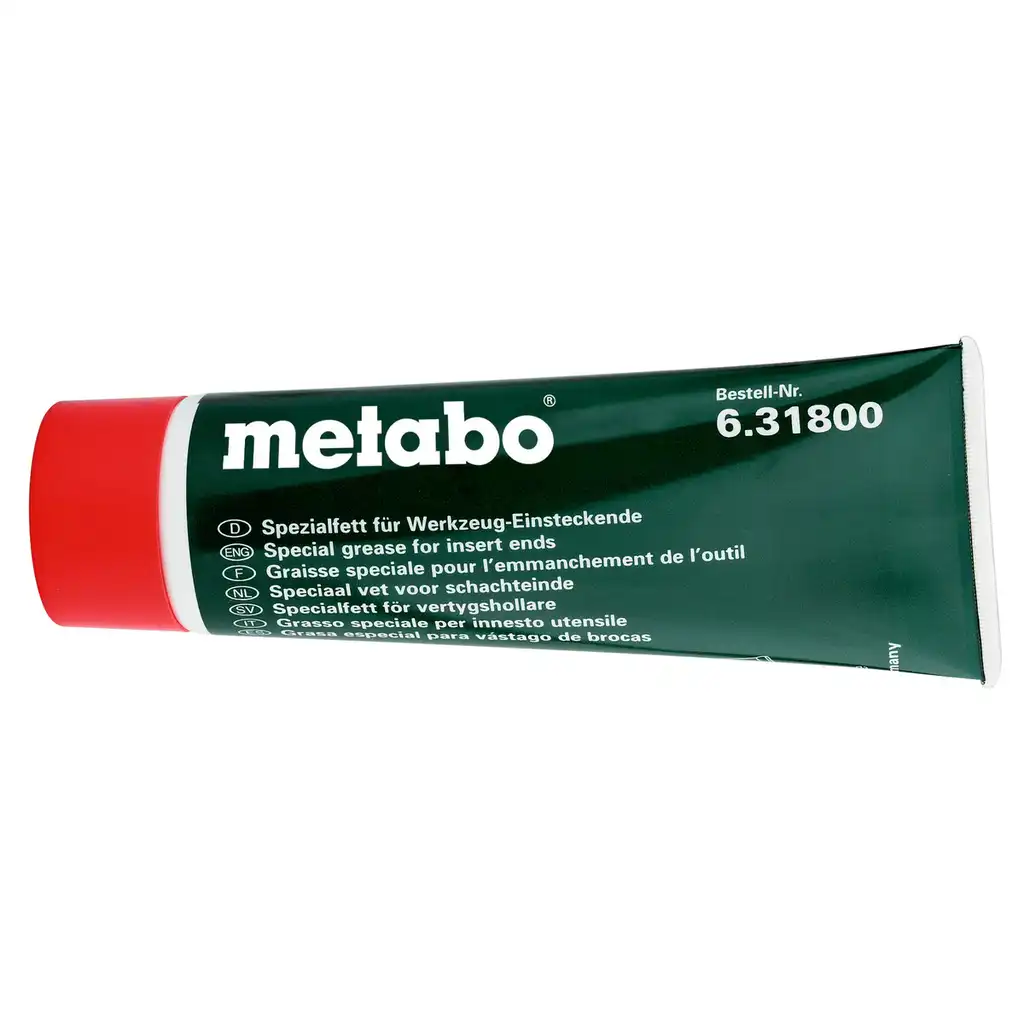 metabo®
Bestell-Nr.
6.31800
D Spezialfett für Werkzeug-Einsteckende
ENG Special grease for insert ends
F Graisse speciale pour l'emmanchement de l'outil
NL Speciaal vet voor schachteinde
SV Specialfett för vertygshollare
IT Grasso speciale per innesto utensile
ES Grasa especial para vástago de brocas